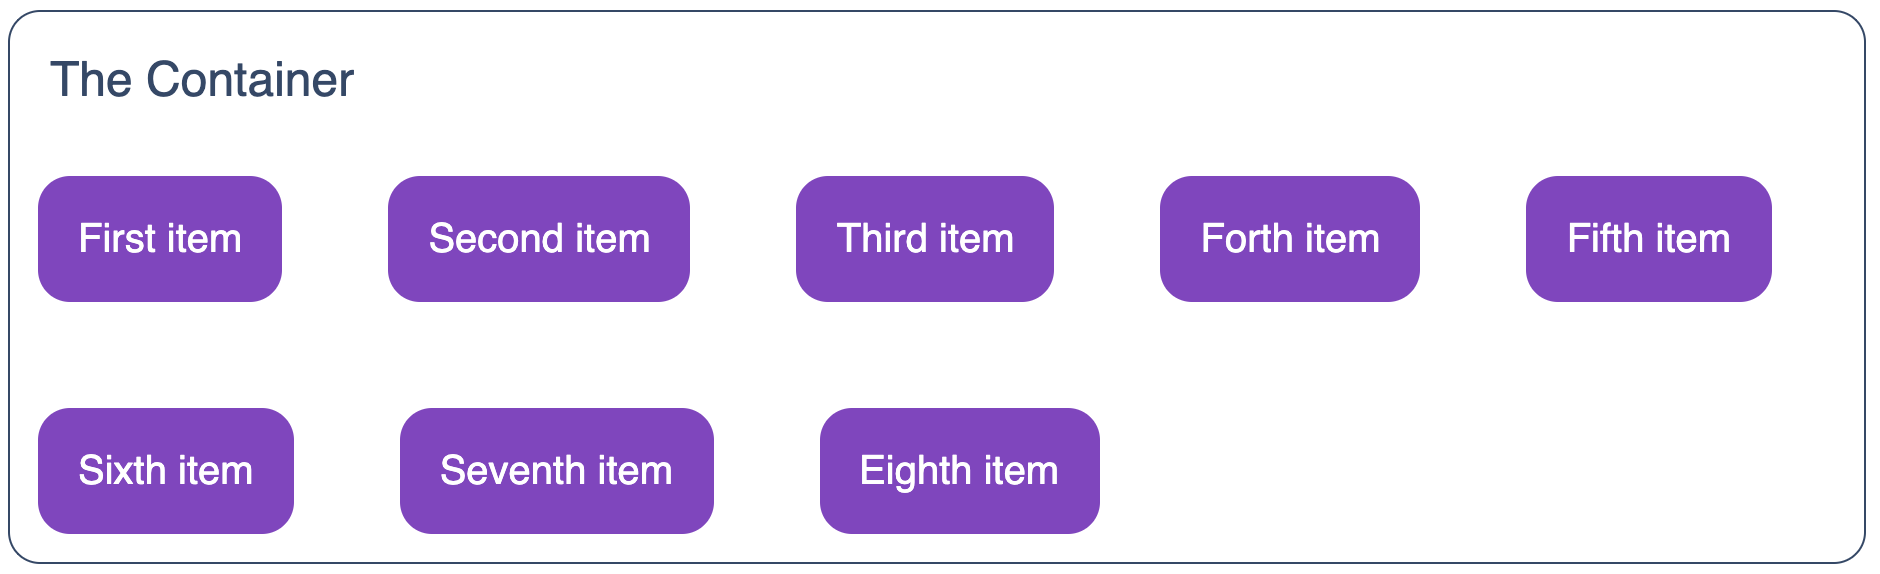 The Container
First item Second item Third item Forth item Fifth item
Sixth item Seventh item Eighth item